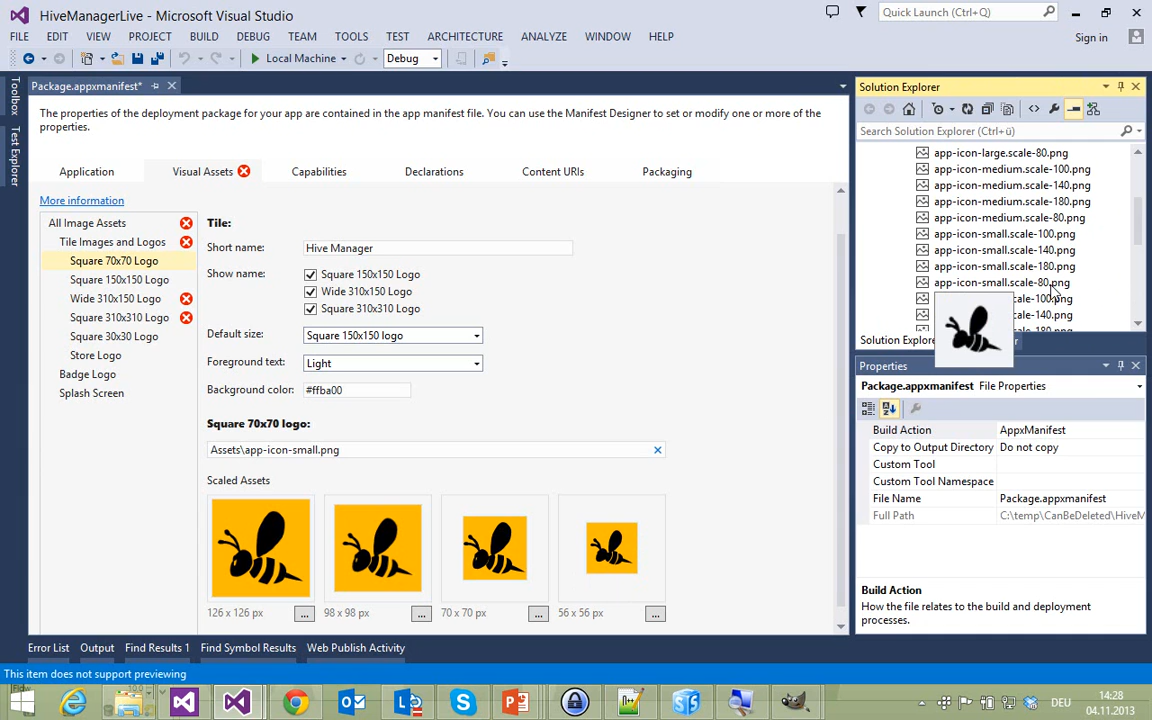 HiveManagerLive - Microsoft Visual Studio
Quick Launch (Ctrl+Q)
FILE EDIT VIEW PROJECT BUILD DEBUG TEAM TOOLS TEST ARCHITECTURE ANALYZE WINDOW HELP
Sign in
Local Machine
Debug
Toolbox
Test Explorer
Package.appxmanifest*
The properties of the deployment package for your app are contained in the app manifest file. You can use the Manifest Designer to set or modify one or more of the
properties.
Application Visual Assets Capabilities Declarations Content URIs Packaging
More information
All Image Assets
Tile Images and Logos
Square 70x70 Logo
Square 150x150 Logo
Wide 310x150 Logo
Square 310x310 Logo
Square 30x30 Logo
Store Logo
Badge Logo
Splash Screen
Tile:
Short name: Hive Manager
Show name: Square 150x150 Logo
Wide 310x150 Logo
Square 310x310 Logo
Default size: Square 150x150 logo
Foreground text: Light
Background color: #ffba00
Square 70x70 logo:
Assets\app-icon-small.png
Scaled Assets
126 x 126 px ... 98 x 98 px ... 70 x 70 px ... 56 x 56 px ...
Solution Explorer
Search Solution Explorer (Ctrl+ü)
app-icon-large.scale-80.png
app-icon-medium.scale-100.png
app-icon-medium.scale-140.png
app-icon-medium.scale-180.png
app-icon-medium.scale-80.png
app-icon-small.scale-100.png
app-icon-small.scale-140.png
app-icon-small.scale-180.png
app-icon-small.scale-80.png
cale-100.png
cale-140.png
Solution Explore
Properties
Package.appxmanifest File Properties
Build Action AppxManifest
Copy to Output Directory Do not copy
Custom Tool
Custom Tool Namespace
File Name Package.appxmanifest
Full Path C:\temp\CanBeDeleted\HiveM
Build Action
How the file relates to the build and deployment
processes.
Error List Output Find Results 1 Find Symbol Results Web Publish Activity
This item does not support previewing
DEU
14:28
04.11.2013